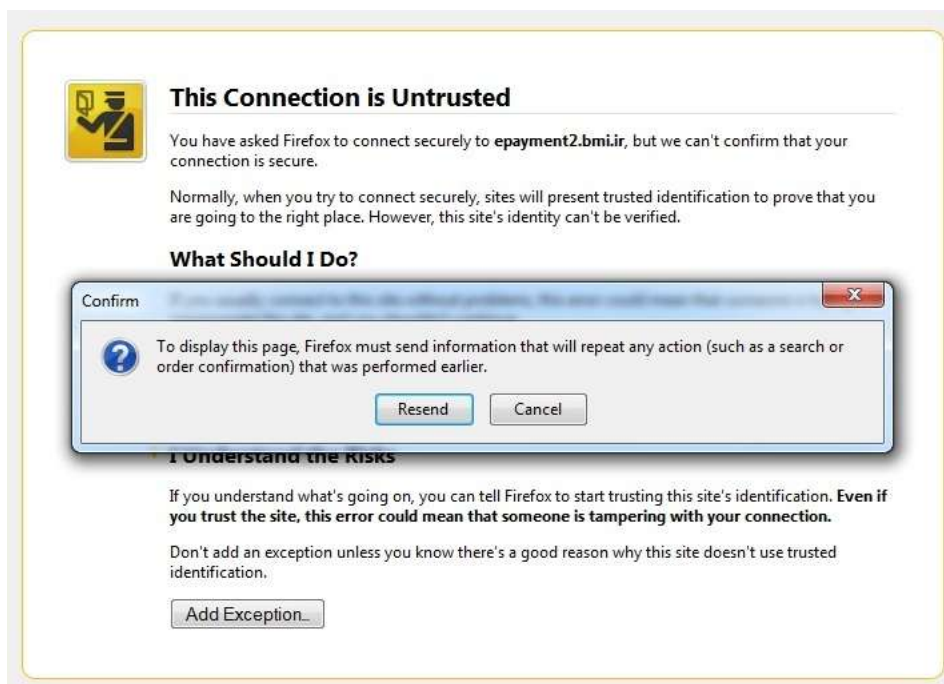 This Connection is Untrusted
You have asked Firefox to connect securely to epayment2.bmi.ir, but we can't confirm that your
connection is secure.
Normally, when you try to connect securely, sites will present trusted identification to prove that you
are going to the right place. However, this site's identity can't be verified.
What Should I Do?
Confirm
To display this page, Firefox must send information that will repeat any action (such as a search or
order confirmation) that was performed earlier.
Resend
Cancel
I Understand the Risks
If you understand what's going on, you can tell Firefox to start trusting this site's identification. Even if
you trust the site, this error could mean that someone is tampering with your connection.
Don't add an exception unless you know there's a good reason why this site doesn't use trusted
identification.
Add Exception...